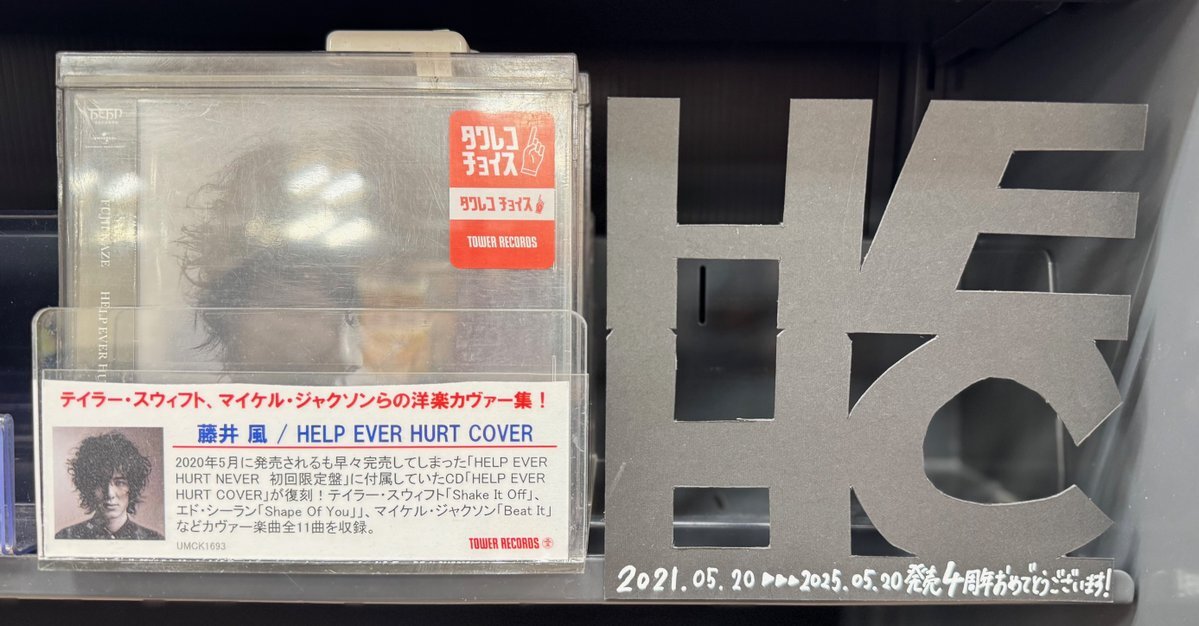 タワレコ
チョイス
タワレコ チョイス
TOWER RECORDS
FUJII KAZE HELP EVER HU
テイラー・スウィフト、マイケル・ジャクソンらの洋楽カヴァー集！
藤井 風 / HELP EVER HURT COVER
2020年5月に発売されるも早々完売してしまった「HELP EVER
HURT NEVER 初回限定盤」に付属していたCD「HELP EVER
HURT COVER」が復刻！テイラー・スウィフト「Shake It Off」、
エド・シーラン「Shape Of You」」、マイケル・ジャクソン「Beat It」
などカヴァー楽曲全11曲を収録。
UMCK1693
TOWER RECORDS
HE
HC
2021.05.20▶▶▶2025.05.20発売4周年おめでとうございます!